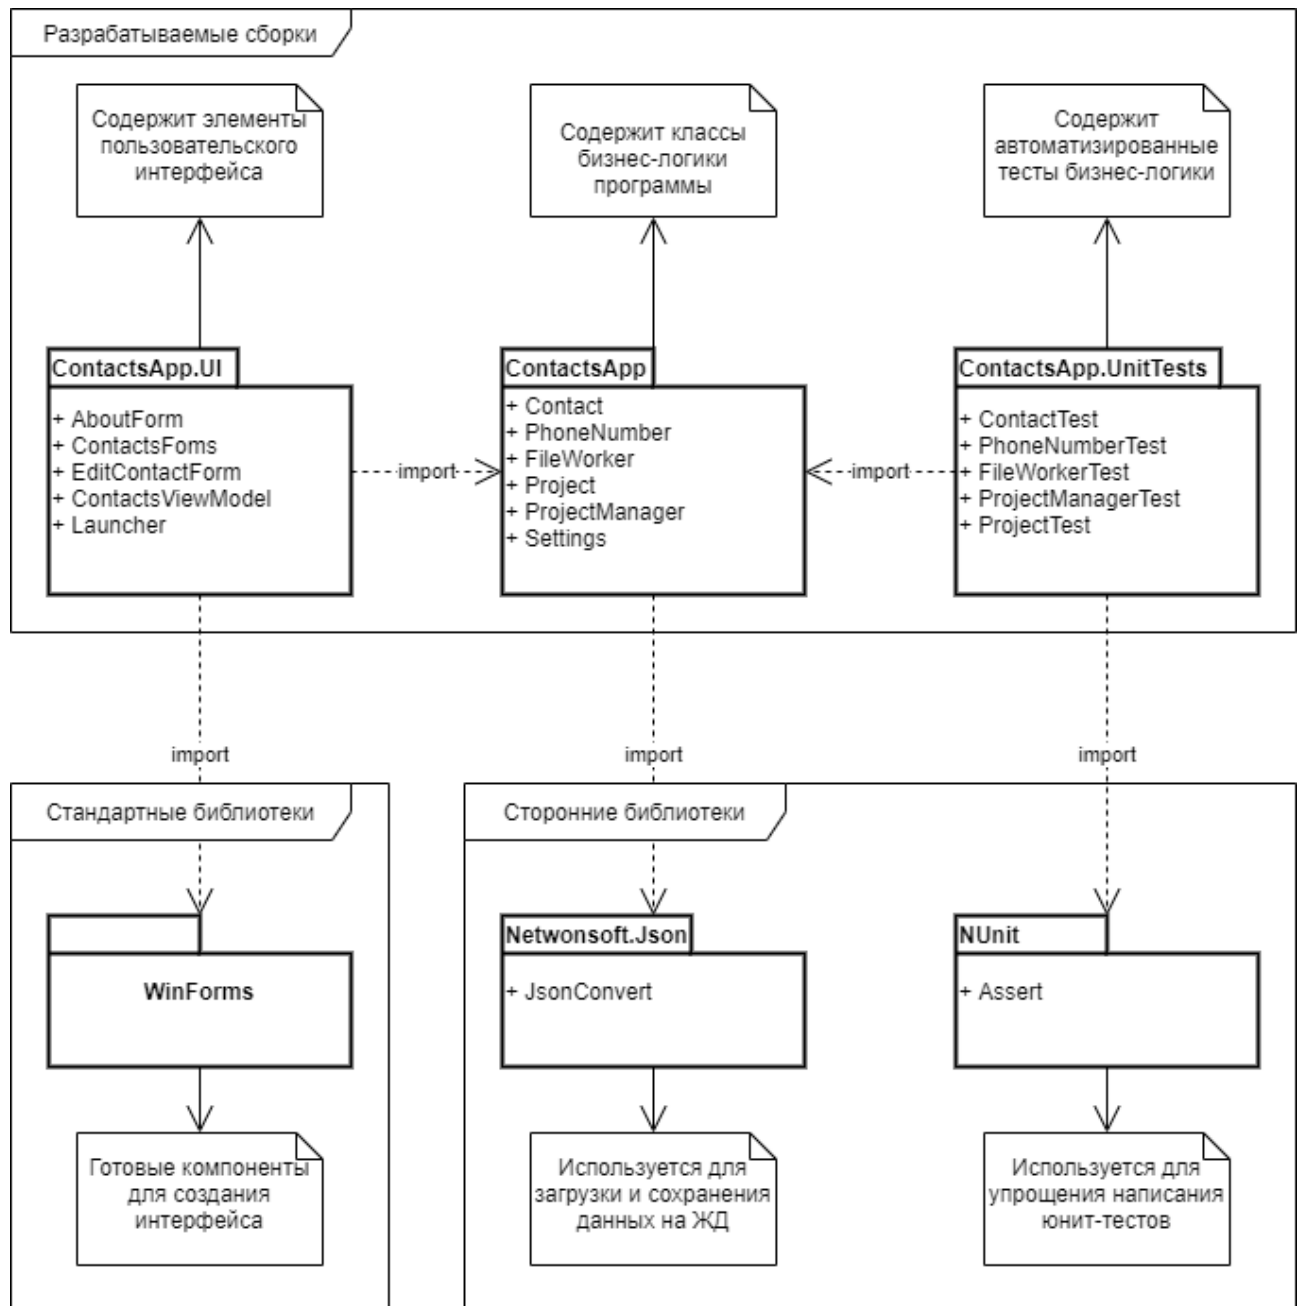 Разрабатываемые сборки
Содержит элементы
пользовательского
интерфейса
Содержит классы
бизнес-логики
программы
Содержит
автоматизированные
тесты бизнес-логики
ContactsApp.UI
+ AboutForm
+ ContactsFoms
+ EditContactForm
+ ContactsViewModel
+ Launcher
import
ContactsApp
+ Contact
+ PhoneNumber
+ FileWorker
+ Project
+ ProjectManager
+ Settings
import
ContactsApp.UnitTests
+ ContactTest
+ PhoneNumberTest
+ FileWorkerTest
+ ProjectManagerTest
+ ProjectTest
import
import
import
Стандартные библиотеки
Сторонние библиотеки
WinForms
Netwonsoft.Json
+ JsonConvert
NUnit
+ Assert
Готовые компоненты
для создания
интерфейса
Используется для
загрузки и сохранения
данных на ЖД
Используется для
упрощения написания
юнит-тестов